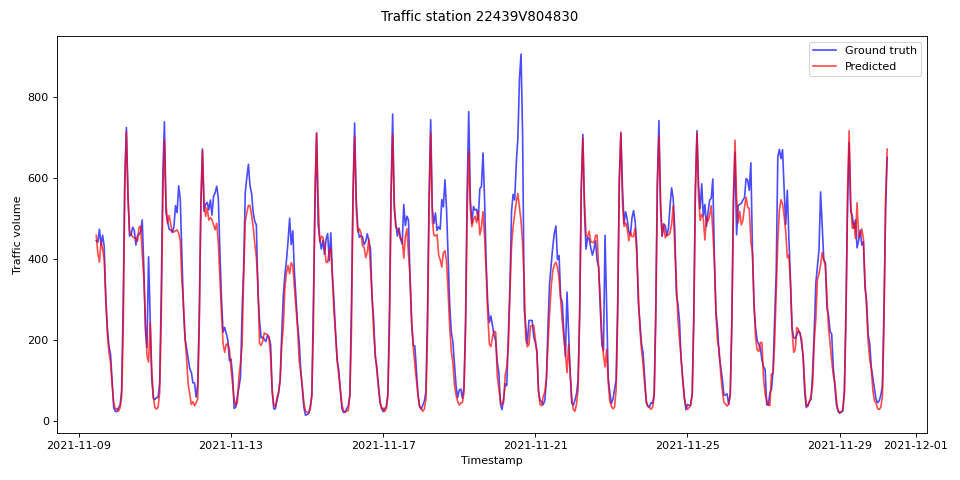 Traffic station 22439V804830
Ground truth
Predicted
Traffic volume
800
600
400
200
0
2021-11-09
2021-11-13
2021-11-17
2021-11-21
2021-11-25
2021-11-29
2021-12-01
Timestamp